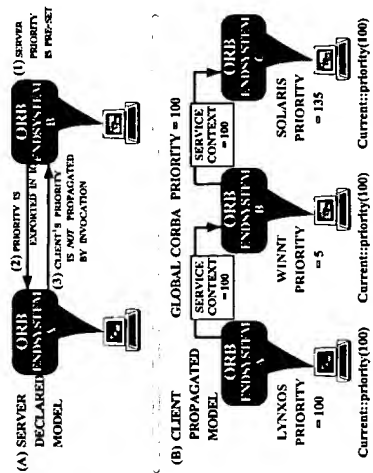 (A) SERVER
DECLARED
MODEL
ORB
ENDSYSTEM
A
(2) PRIORITY IS
EXPORTED IN
(3) CLIENT'S PRIORITY
IS NOT PROPAGATED
BY INVOCATION
ORB
ENDSYSTEM
B
(1) SERVER
PRIORITY
IS PRE-SET
(B) CLIENT
PROPAGATED
MODEL
GLOBAL CORBA PRIORITY = 100
SERVICE
CONTEXT
= 100
SERVICE
CONTEXT
= 100
ORB
ENDSYSTEM
A
ORB
ENDSYSTEM
B
ORB
ENDSYSTEM
C
LYNXOS
PRIORITY
= 100
WINNT
PRIORITY
= 5
SOLARIS
PRIORITY
= 135
Current::priority(100)
Current::priority(100)
Current::priority(100)